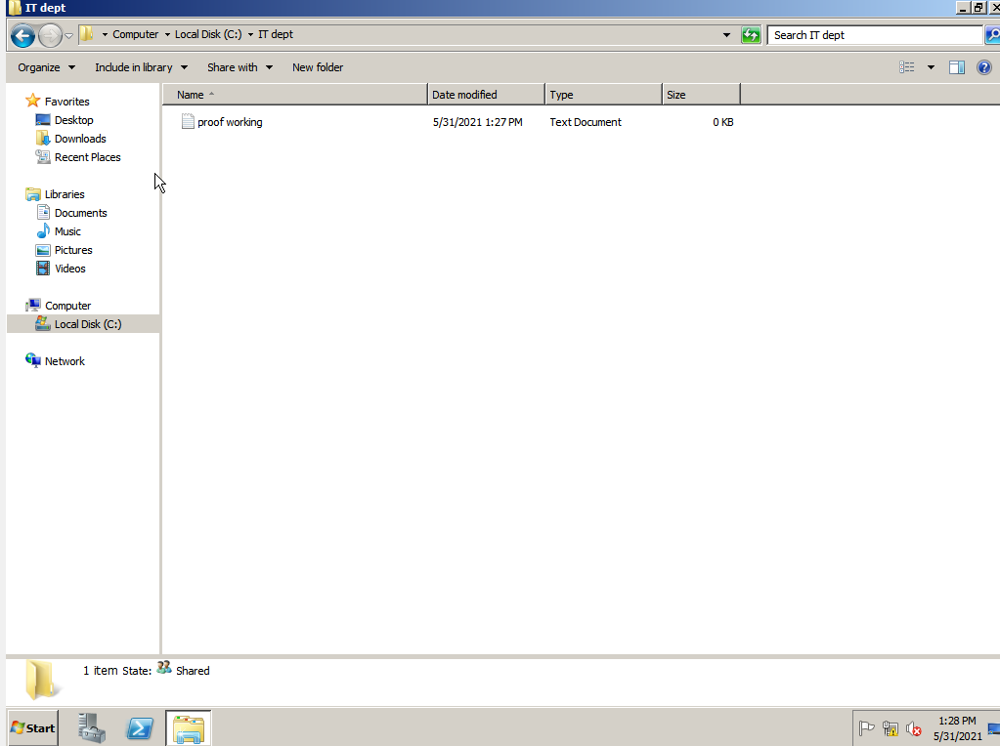 IT dept
Computer Local Disk (C:) IT dept
Search IT dept
Organize Include in library Share with New folder
Name Date modified Type Size
proof working 5/31/2021 1:27 PM Text Document 0 KB
Favorites
Desktop
Downloads
Recent Places
Libraries
Documents
Music
Pictures
Videos
Computer
Local Disk (C:)
Network
1 item State: Shared
Start
1:28 PM
5/31/2021